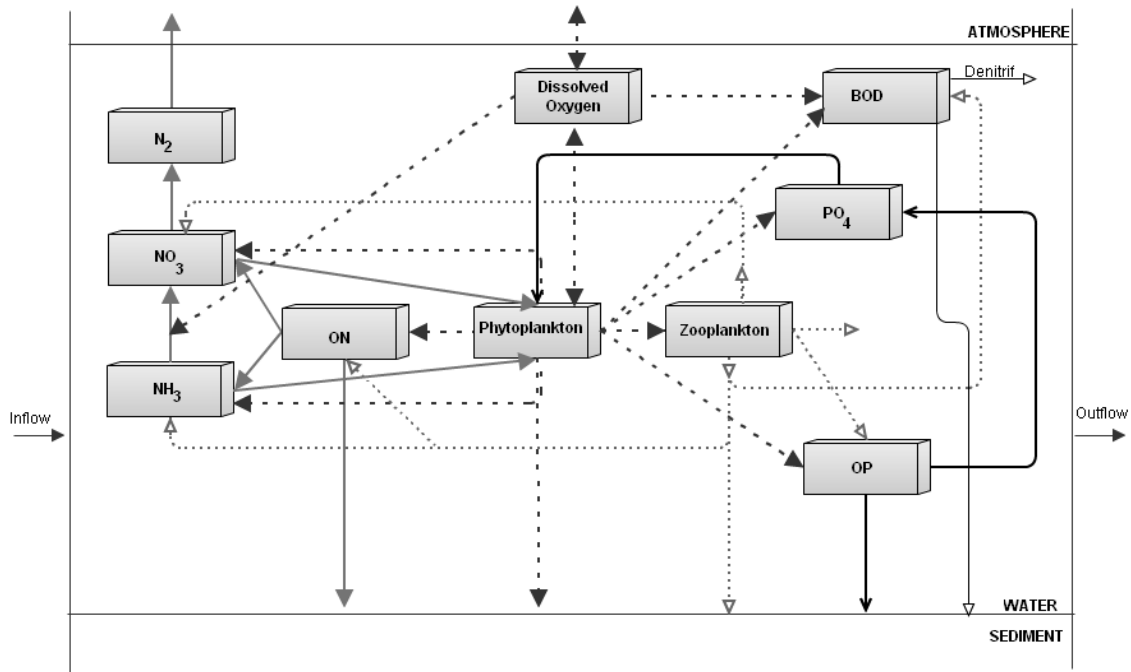 ATMOSPHERE
Denitrif
Dissolved
Oxygen
BOD
N2
PO4
NO3
Phytoplankton
Zooplankton
ON
NH3
Inflow
Outflow
OP
WATER
SEDIMENT